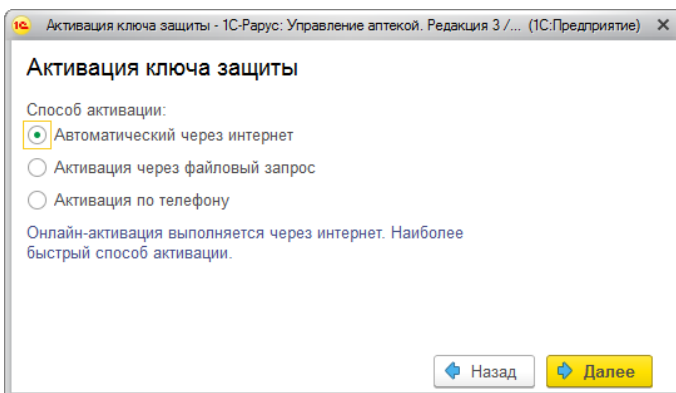 Активация ключа защиты - 1С-Рарус: Управление аптекой. Редакция 3 /... (1С:Предприятие)
Активация ключа защиты
Способ активации:
Автоматический через интернет
Активация через файловый запрос
Активация по телефону
Онлайн-активация выполняется через интернет. Наиболее
быстрый способ активации.
Назад Далее